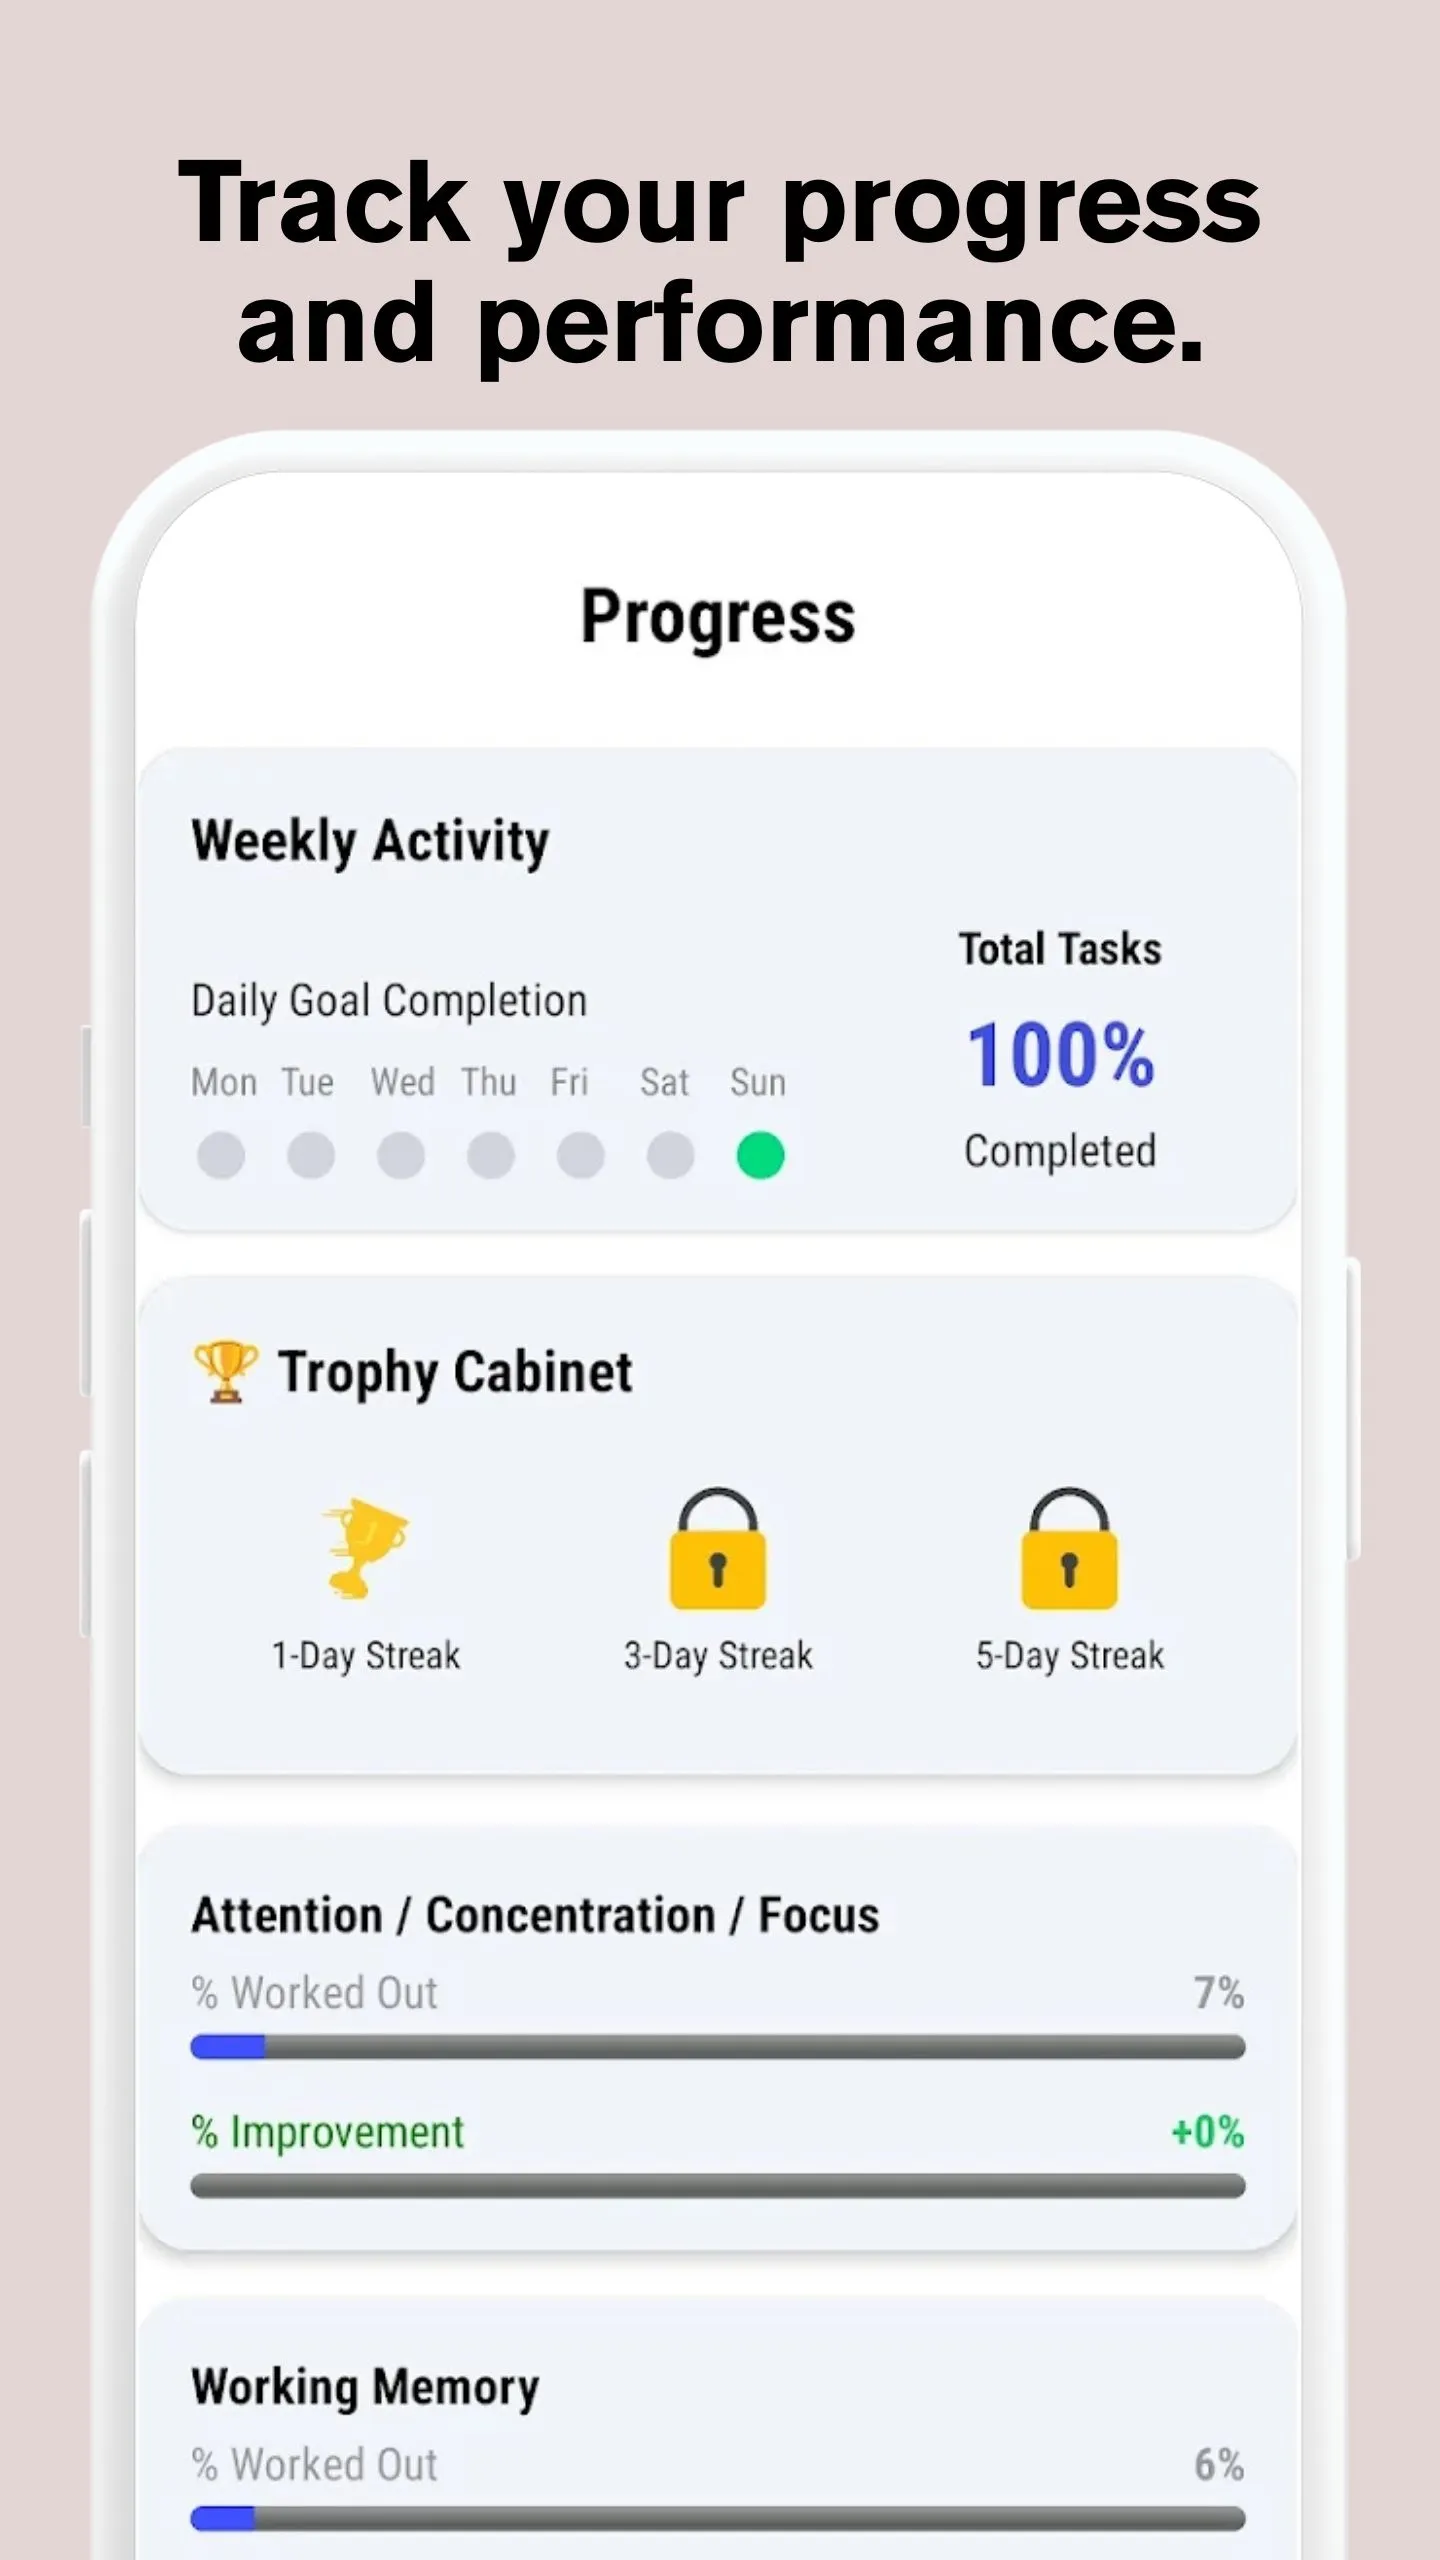 Track your progress
and performance.
Progress
Weekly Activity
Daily Goal Completion
Mon Tue Wed Thu Fri Sat Sun
Total Tasks
100%
Completed
Trophy Cabinet
1-Day Streak 3-Day Streak 5-Day Streak
Attention / Concentration / Focus
% Worked Out 7%
% Improvement +0%
Working Memory
% Worked Out 6%